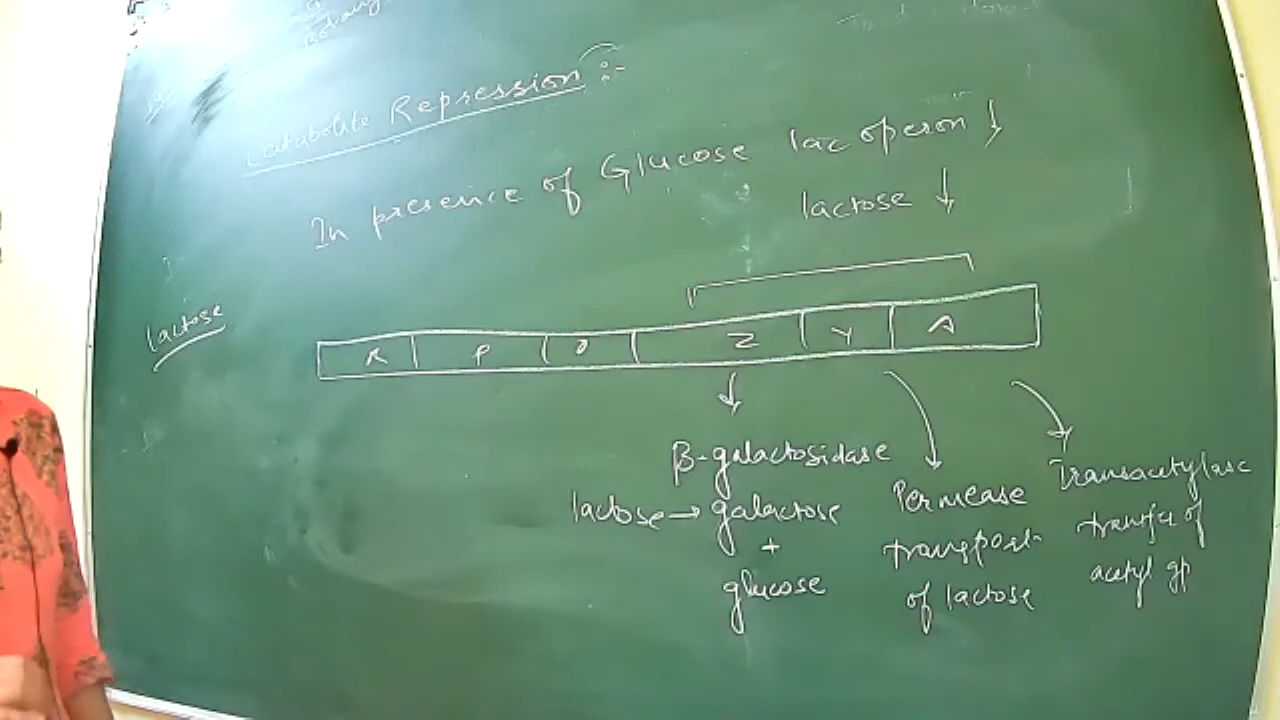 Botany
Catabolite Repression :-
In presence of Glucose lac operon ↓
lactose ↓
lactose
R P O Z Y A
β-galactosidase
lactose → galactose
+
glucose
Permease
transport
of lactose
Transacetylase
transfer of
acetyl gp